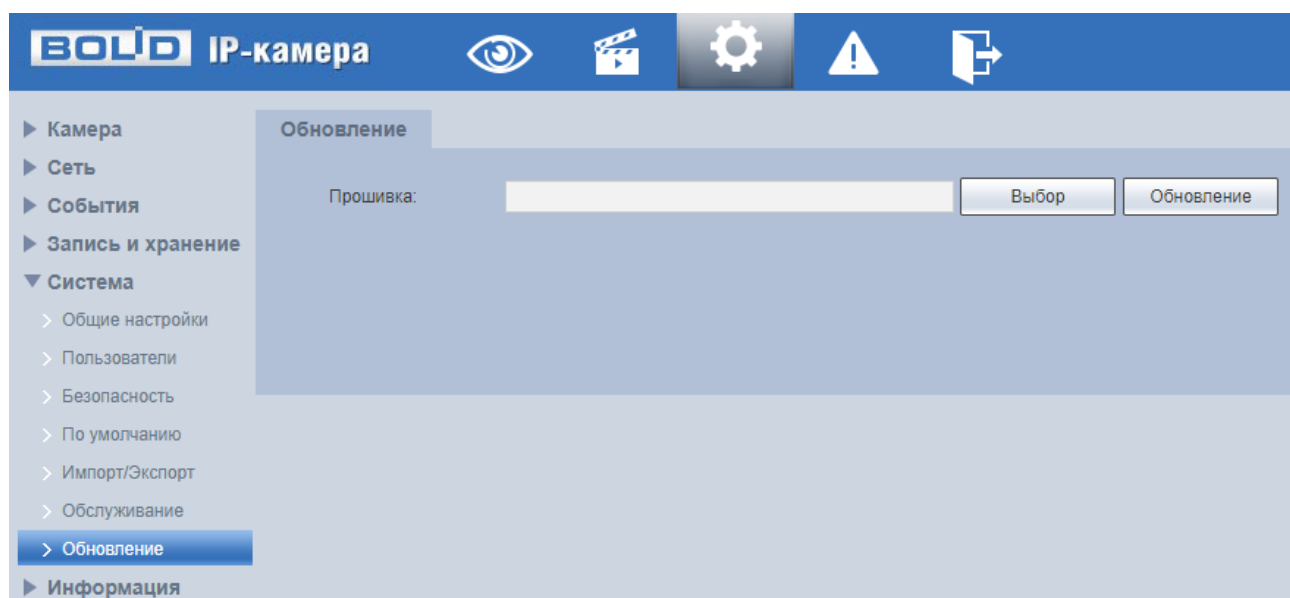 BOLID IP-камера
Камера
Обновление
Сеть
Прошивка:
Выбор
Обновление
События
Запись и хранение
Система
Общие настройки
Пользователи
Безопасность
По умолчанию
Импорт/Экспорт
Обслуживание
Обновление
Информация